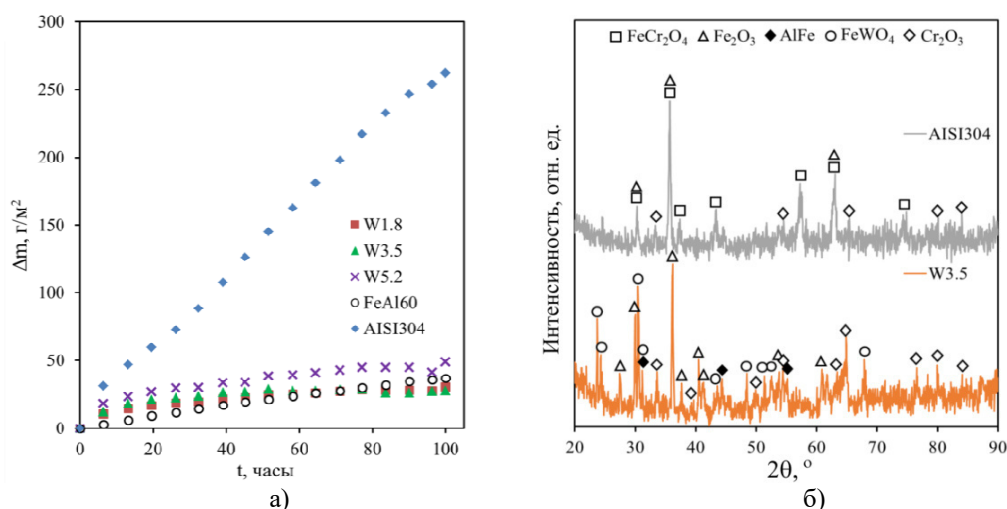 300
250
200
150
100
50
0
Δm, г/м²
W1.8
W3.5
W5.2
FeAl60
AISI304
0 20 40 60 80 100
t, часы
а)
FeCr₂O₄ Fe₂O₃ AlFe FeWO₄ Cr₂O₃
Интенсивность, отн. ед.
AISI304
W3.5
20 30 40 50 60 70 80 90
2θ, °
б)